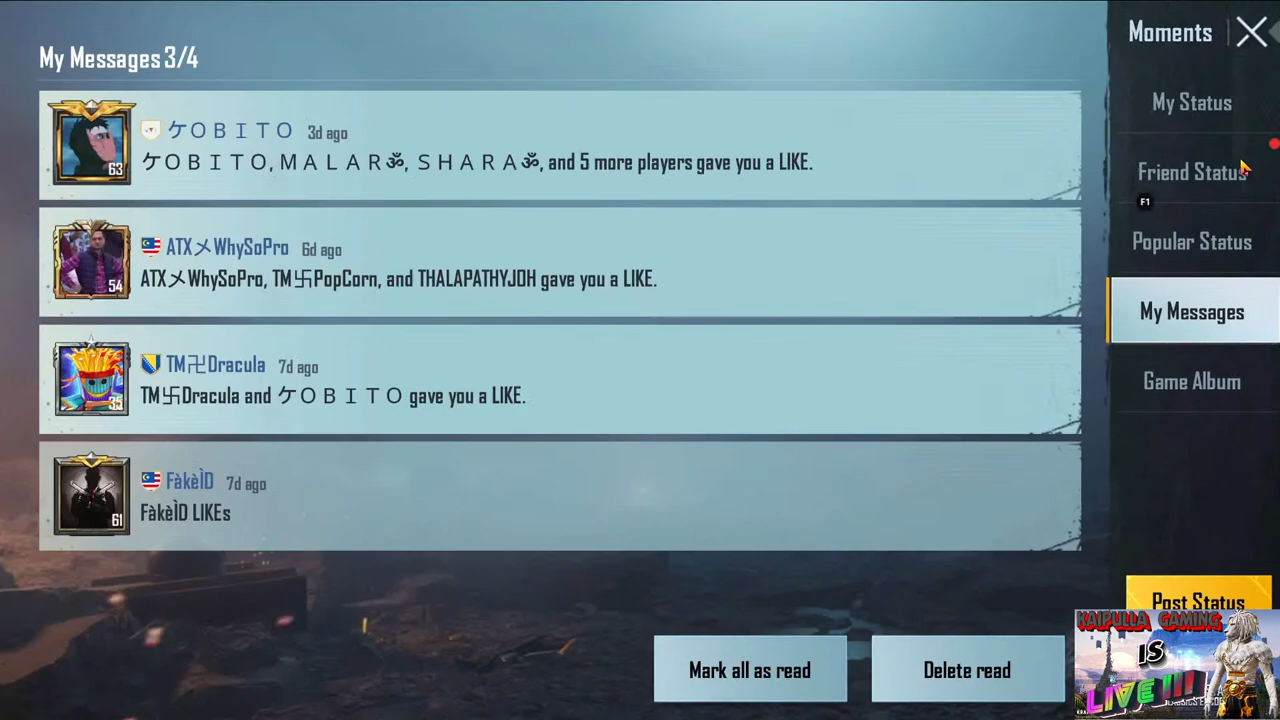 My Messages 3/4
Moments
63
ケＯＢＩＴＯ 3d ago
ケＯＢＩＴＯ, ＭＡＬＡＲॐ, ＳＨＡＲＡॐ, and 5 more players gave you a LIKE.
54
ATXメWhySoPro 6d ago
ATXメWhySoPro, TM卐PopCorn, and THALAPATHYJOH gave you a LIKE.
35
TM卍Dracula 7d ago
TM卐Dracula and ケＯＢＩＴＯ gave you a LIKE.
61
FàkèÌD 7d ago
FàkèÌD LIKEs
My Status
Friend Status
F1
Popular Status
My Messages
Game Album
Post Status
Mark all as read
Delete read
KAIPULLA GAMING
IS
LIVE !!!